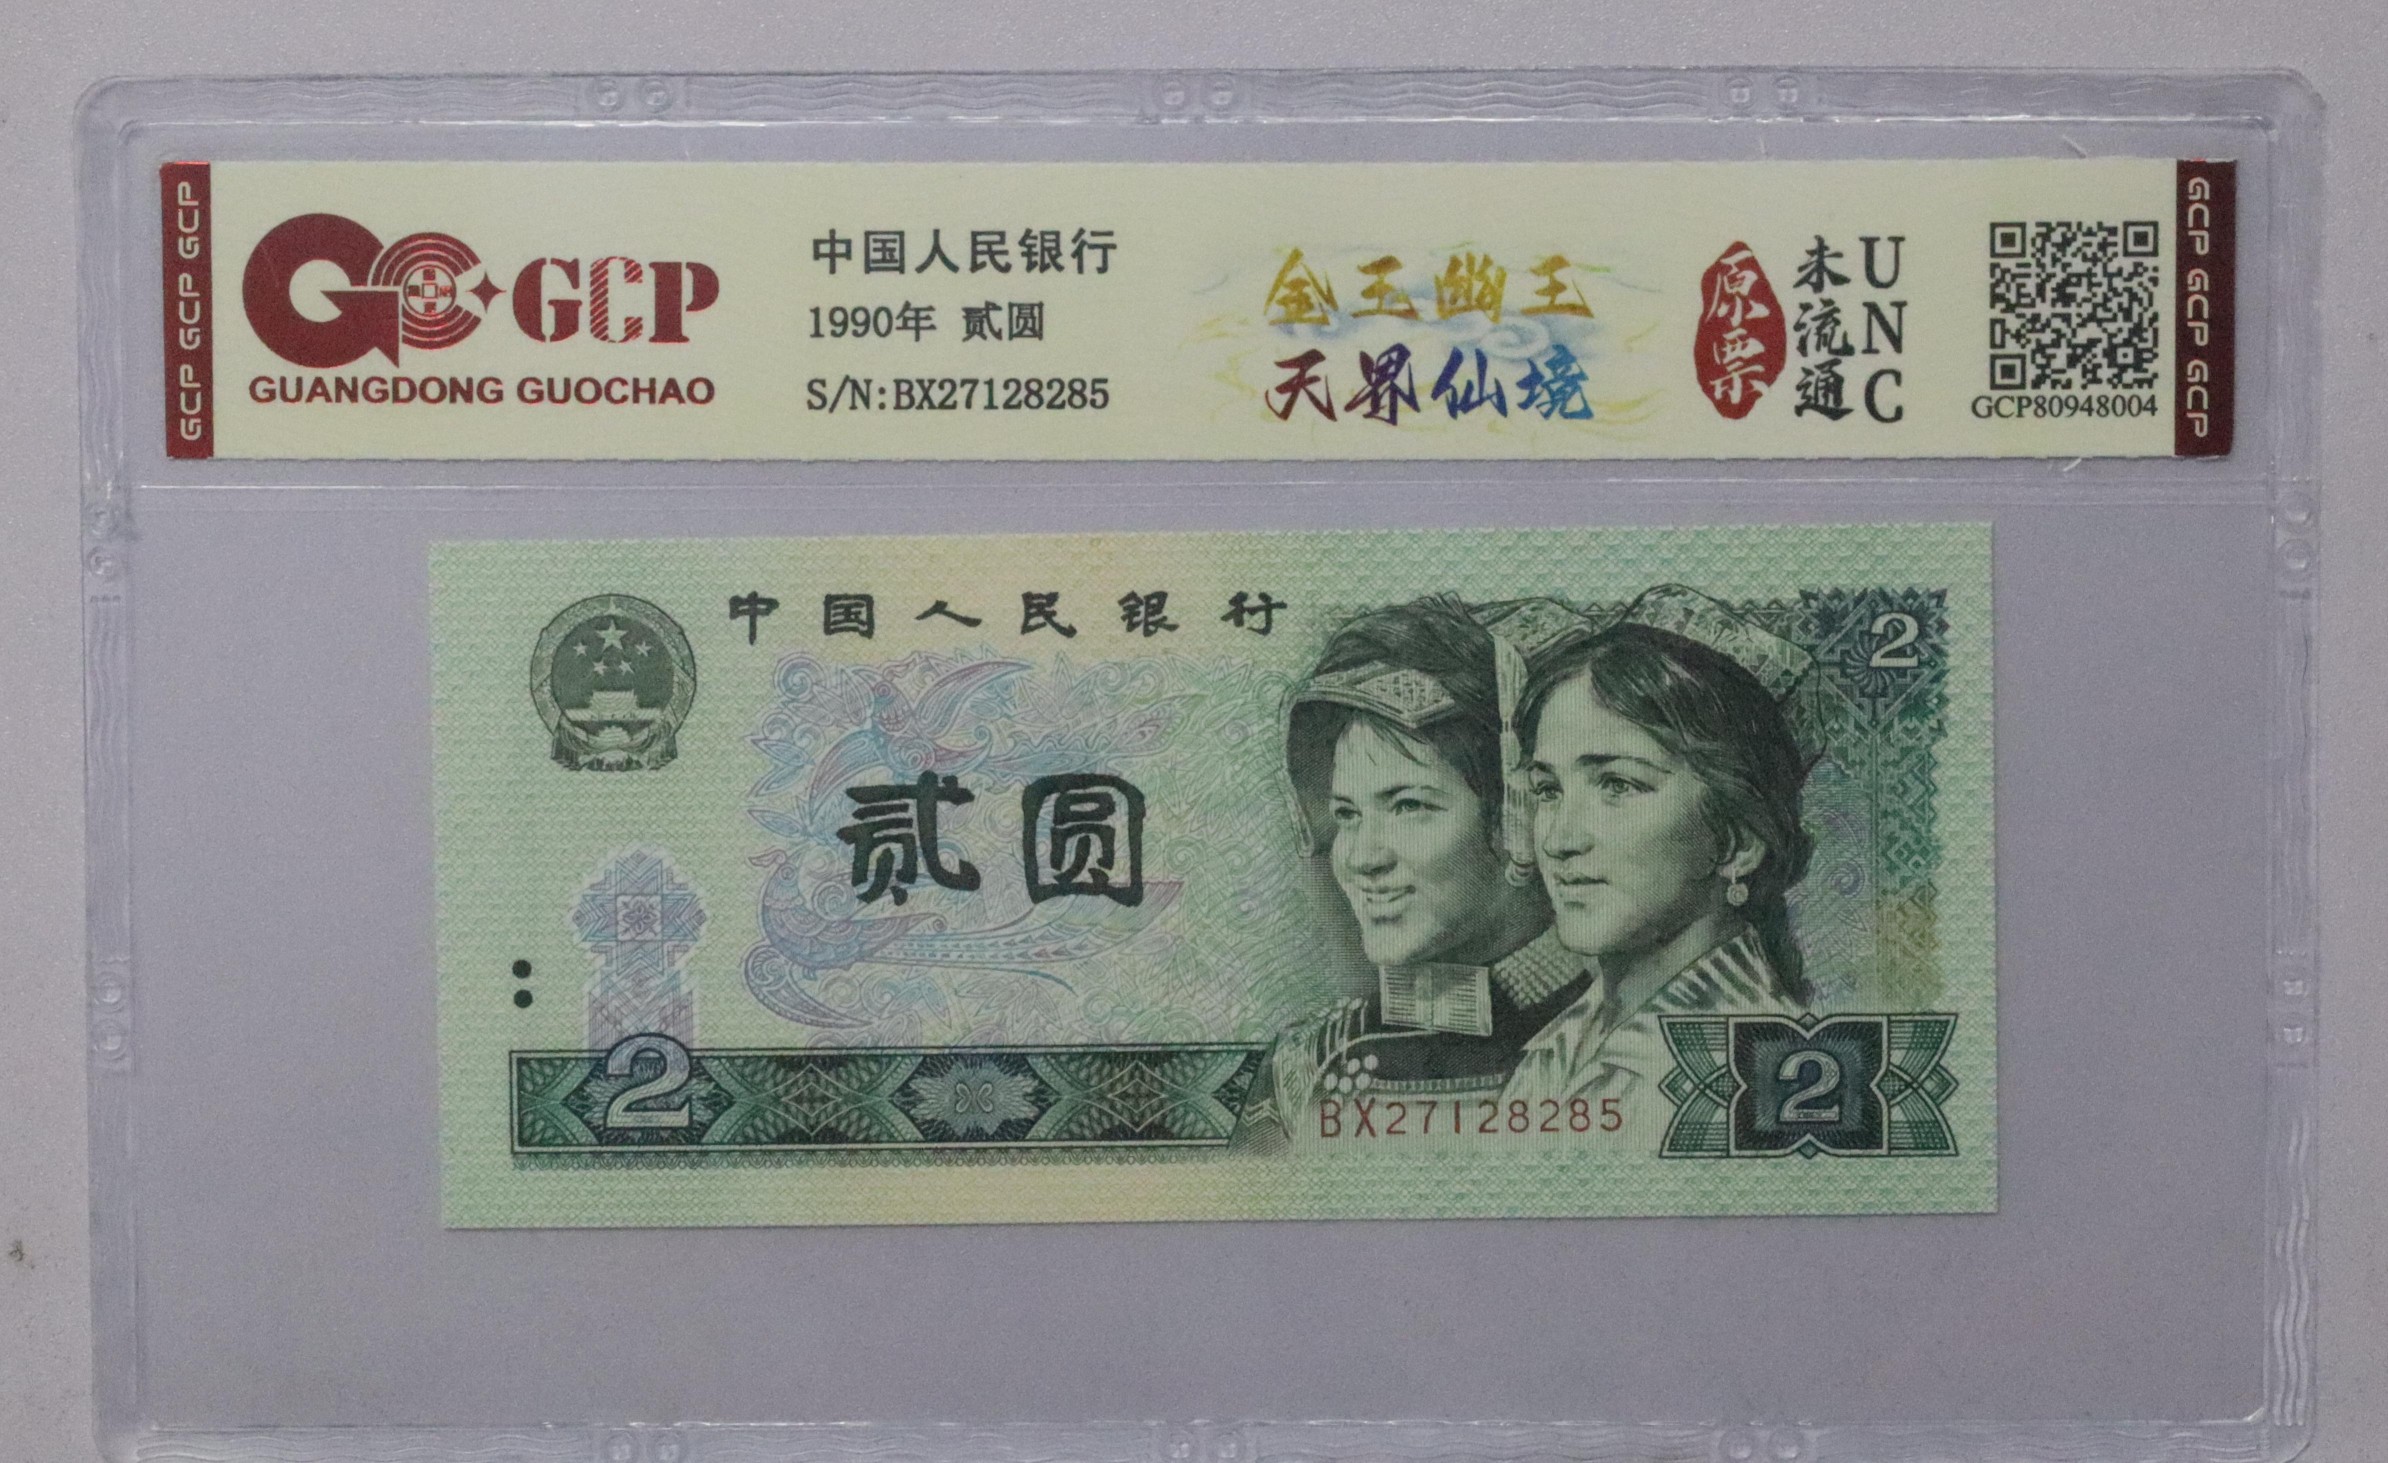 GCP GCP GCP
GCP
GUANGDONG GUOCHAO
中国人民银行
1990年 贰圆
S/N:BX27128285
金玉幽王
天界仙境
原票
未流通
UNC
GCP80948004
GCP GCP GCP
中国人民银行
贰圆
2
2
BX27128285
2